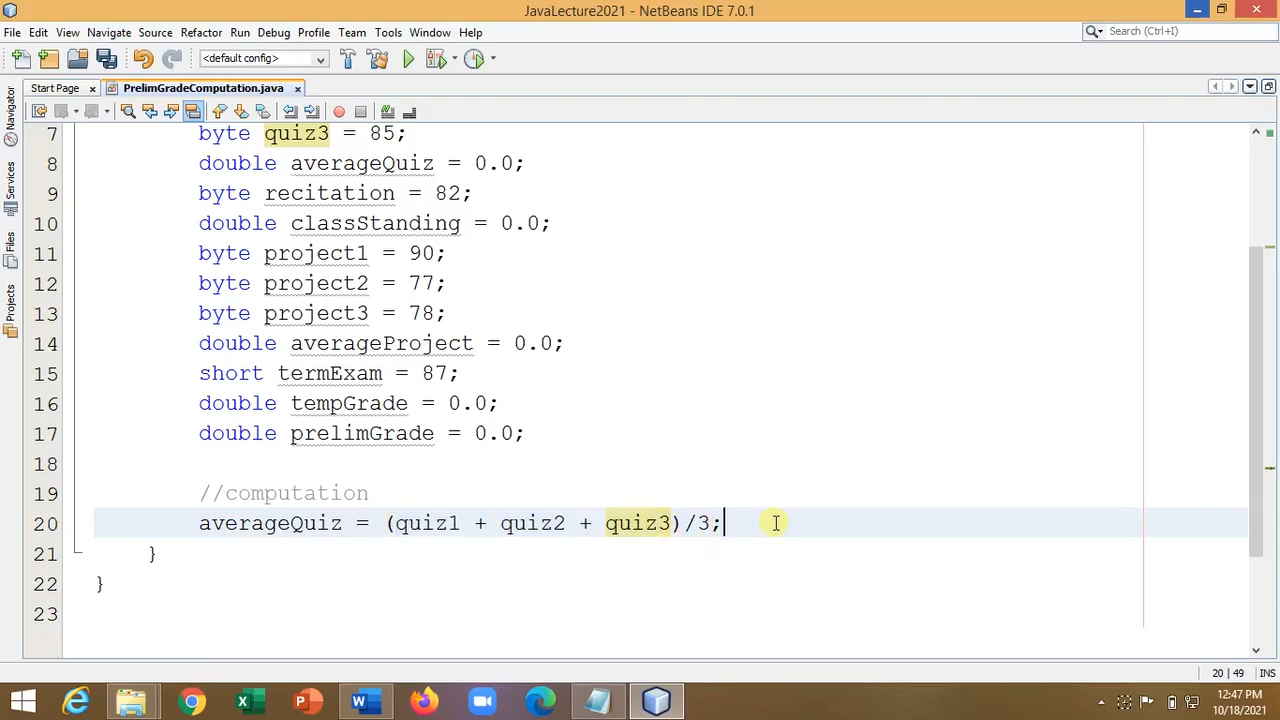 JavaLecture2021 - NetBeans IDE 7.0.1
File Edit View Navigate Source Refactor Run Debug Profile Team Tools Window Help
Search (Ctrl+I)
<default config>
Start Page
PrelimGradeComputation.java
Navigator
Services
Files
Projects
7 byte quiz3 = 85;
8 double averageQuiz = 0.0;
9 byte recitation = 82;
10 double classStanding = 0.0;
11 byte project1 = 90;
12 byte project2 = 77;
13 byte project3 = 78;
14 double averageProject = 0.0;
15 short termExam = 87;
16 double tempGrade = 0.0;
17 double prelimGrade = 0.0;
18
19 //computation
20 averageQuiz = (quiz1 + quiz2 + quiz3)/3;
21 }
22 }
23
20 | 49 INS
12:47 PM
10/18/2021